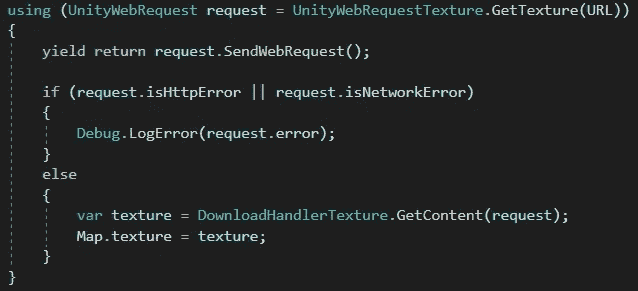 using (UnityWebRequest request = UnityWebRequestTexture.GetTexture(URL))
{
    yield return request.SendWebRequest();

    if (request.isHttpError || request.isNetworkError)
    {
        Debug.LogError(request.error);
    }
    else
    {
        var texture = DownloadHandlerTexture.GetContent(request);
        Map.texture = texture;
    }
}